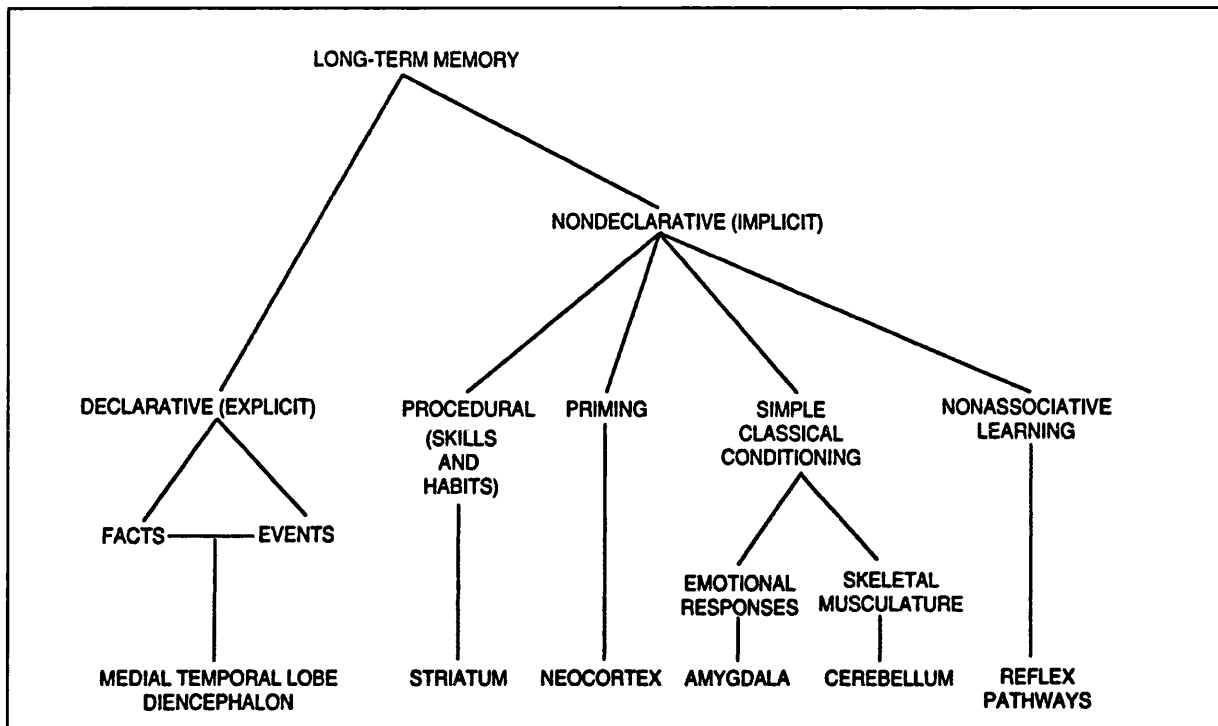 LONG-TERM MEMORY
NONDECLARATIVE (IMPLICIT)
DECLARATIVE (EXPLICIT)
PROCEDURAL
(SKILLS
AND
HABITS)
PRIMING
SIMPLE
CLASSICAL
CONDITIONING
NONASSOCIATIVE
LEARNING
FACTS
EVENTS
EMOTIONAL
RESPONSES
SKELETAL
MUSCULATURE
MEDIAL TEMPORAL LOBE
DIENCEPHALON
STRIATUM
NEOCORTEX
AMYGDALA
CEREBELLUM
REFLEX
PATHWAYS